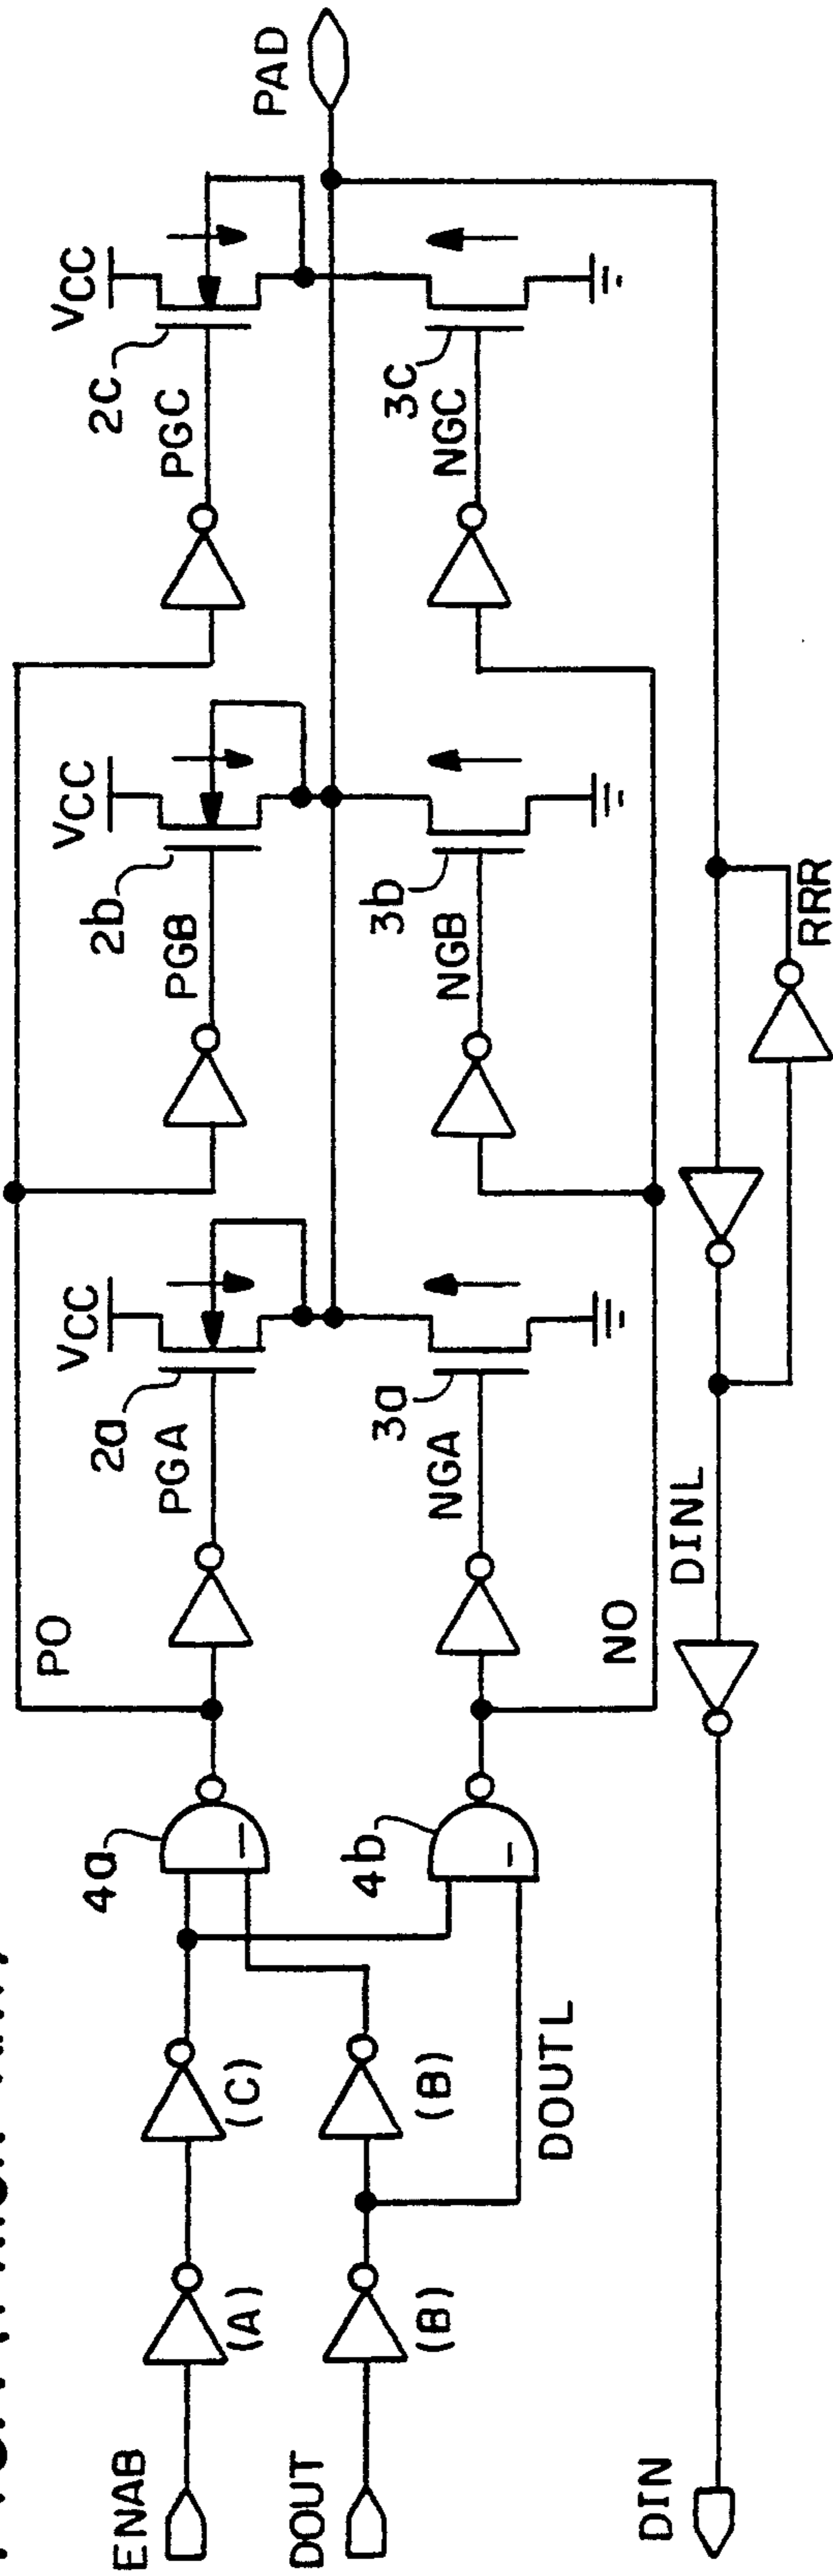 ENAB
(A)
(C)
4a
PO
VCC
2a
PGA
VCC
2b
PGB
VCC
2c
PGC
PAD
DOUT
(B)
(B)
DOUTL
4b
NO
3a
NGA
3b
NGB
3c
NGC
DIN
DINL
RRR